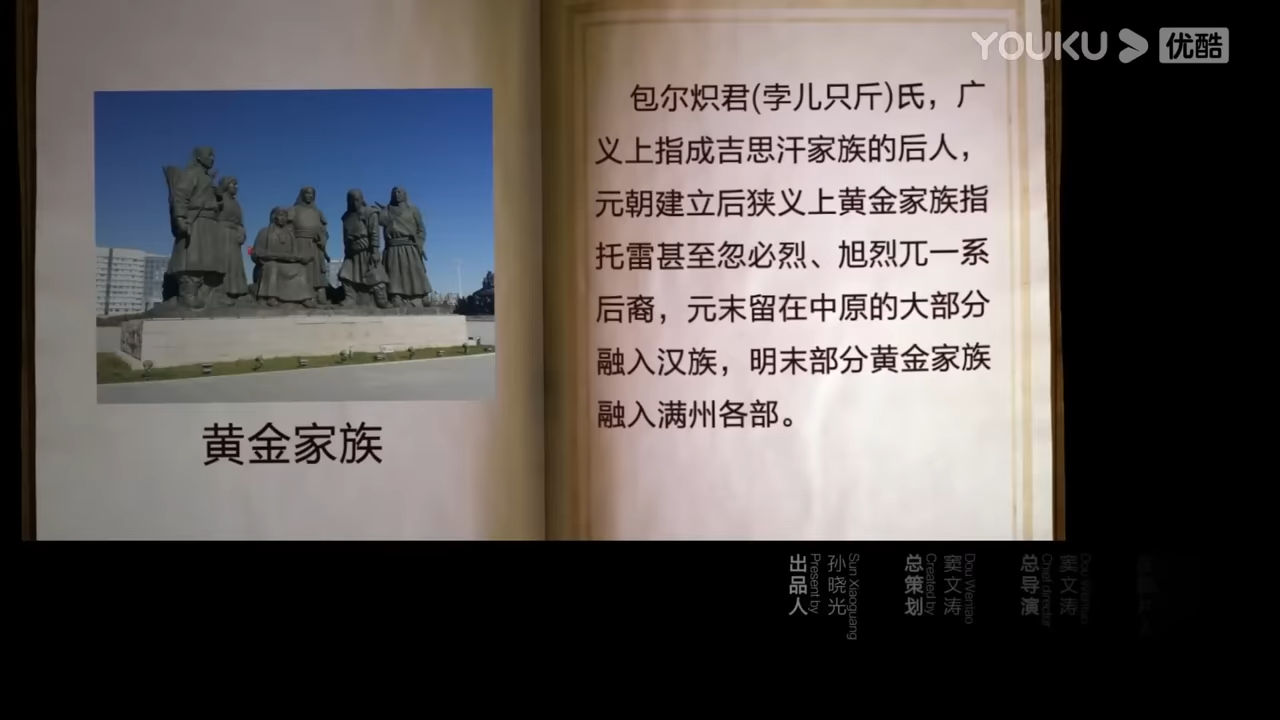 YOUKU 优酷
包尔炽君(孛儿只斤)氏，广
义上指成吉思汗家族的后人，
元朝建立后狭义上黄金家族指
托雷甚至忽必烈、旭烈兀一系
后裔，元末留在中原的大部分
融入汉族，明末部分黄金家族
融入满州各部。
黄金家族
出品人
Present by
孙晓光
Sun Xiaoguang
总策划
Created by
窦文涛
Dou Wentao
总导演
Chief director
窦文涛
Dou Wentao